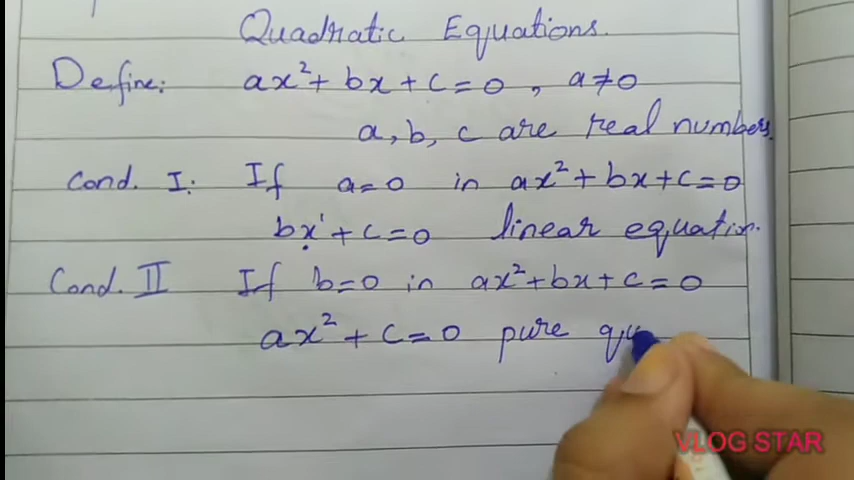 Quadratic Equations.
Define: ax² + bx + c = 0 , a ≠ 0
a, b, c are real numbers.
Cond. I: If a = 0 in ax² + bx + c = 0
bx¹ + c = 0 linear equation.
Cond. II If b = 0 in ax² + bx + c = 0
ax² + c = 0 pure qu
VLOG STAR